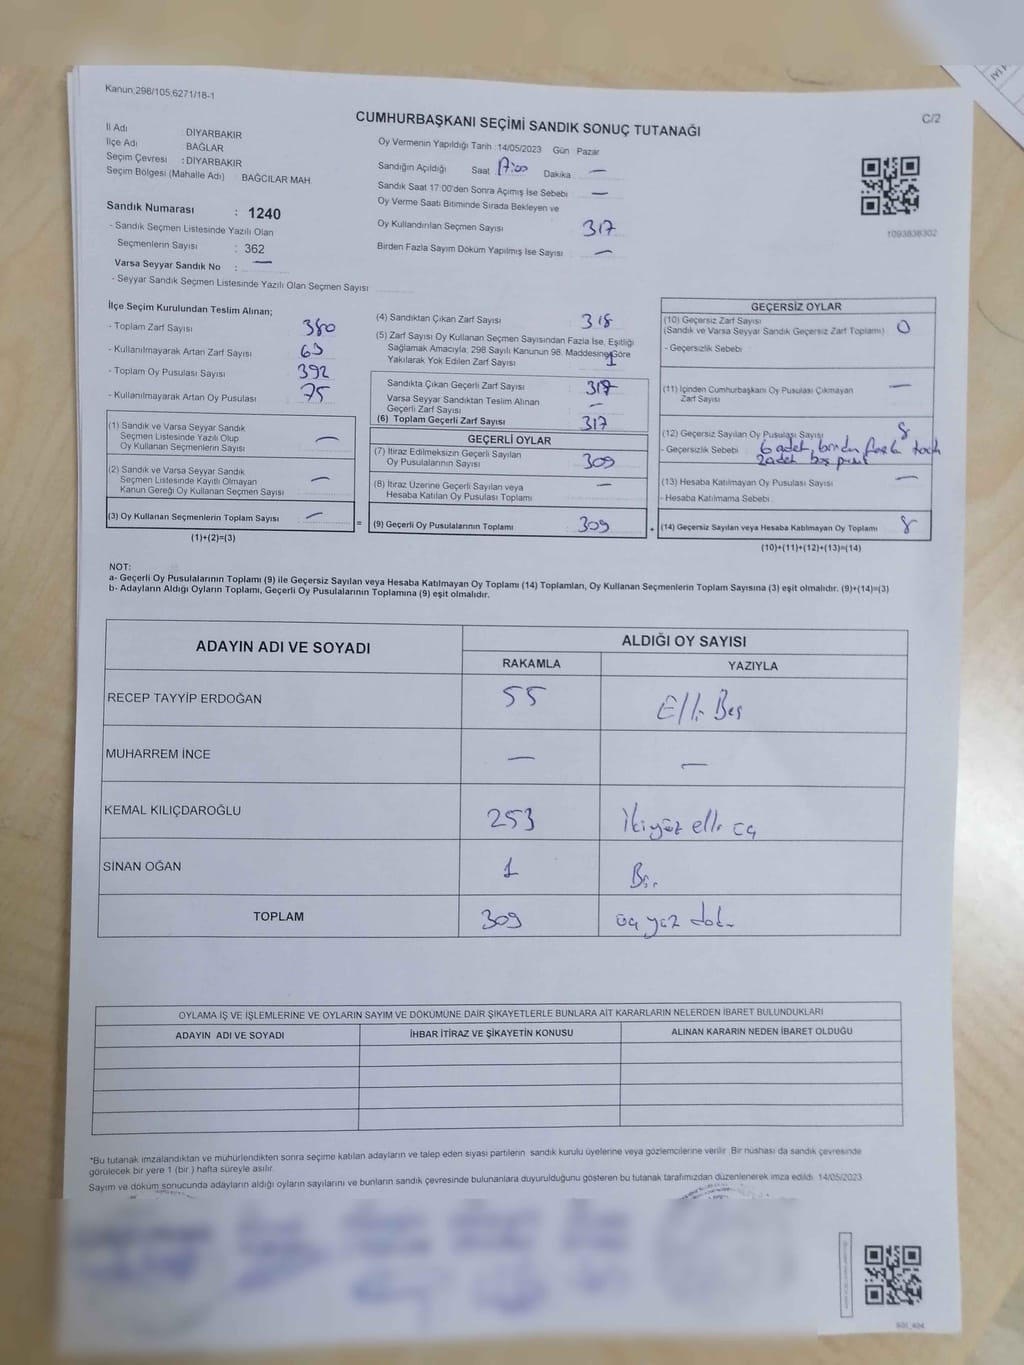 Kanun;298/105,6271/18-1
C/2
CUMHURBAŞKANI SEÇİMİ SANDIK SONUÇ TUTANAĞI
İl Adı : DİYARBAKIR
İlçe Adı : BAĞLAR
Seçim Çevresi : DİYARBAKIR
Seçim Bölgesi (Mahalle Adı) : BAĞCILAR MAH.
Sandık Numarası : 1240
- Sandık Seçmen Listesinde Yazılı Olan
Seçmenlerin Sayısı : 362
Varsa Seyyar Sandık No : —
- Seyyar Sandık Seçmen Listesinde Yazılı Olan Seçmen Sayısı
Oy Vermenin Yapıldığı Tarih :14/05/2023 Gün Pazar
Sandığın Açıldığı Saat 17:00 Dakika —
Sandık Saat 17:00'den Sonra Açımış İse Sebebi —
Oy Verme Saati Bitiminde Sırada Bekleyen ve
Oy Kullandırılan Seçmen Sayısı 317
Birden Fazla Sayım Döküm Yapılmış İse Sayısı —
1093838302
İlçe Seçim Kurulundan Teslim Alınan;
- Toplam Zarf Sayısı 380
- Kullanılmayarak Artan Zarf Sayısı 63
- Toplam Oy Pusulası Sayısı 392
- Kullanılmayarak Artan Oy Pusulası 75
(1) Sandık ve Varsa Seyyar Sandık
Seçmen Listesinde Yazılı Olup
Oy Kullanan Seçmenlerin Sayısı —
(2) Sandık ve Varsa Seyyar Sandık
Seçmen Listesinde Kayıtlı Olmayan
Kanun Gereği Oy Kullanan Seçmen Sayısı —
(3) Oy Kullanan Seçmenlerin Toplam Sayısı —
(1)+(2)=(3)
(4) Sandıktan Çıkan Zarf Sayısı 318
(5) Zarf Sayısı Oy Kullanan Seçmen Sayısından Fazla İse, Eşitliği
Sağlamak Amacıyla, 298 Sayılı Kanunun 98. Maddesine Göre
Yakılarak Yok Edilen Zarf Sayısı 1
Sandıkta Çıkan Geçerli Zarf Sayısı 317
Varsa Seyyar Sandıktan Teslim Alınan
Geçerli Zarf Sayısı —
(6) Toplam Geçerli Zarf Sayısı 317
GEÇERLİ OYLAR
(7) İtiraz Edilmeksizin Geçerli Sayılan
Oy Pusulalarının Sayısı 309
(8) İtiraz Üzerine Geçerli Sayılan veya
Hesaba Katılan Oy Pusulası Toplamı —
= (9) Geçerli Oy Pusulalarının Toplamı 309
GEÇERSİZ OYLAR
(10) Geçersiz Zarf Sayısı
(Sandık ve Varsa Seyyar Sandık Geçersiz Zarf Toplamı) 0
- Geçersizlik Sebebi
(11) İçinden Cumhurbaşkanı Oy Pusulası Çıkmayan
Zarf Sayısı —
(12) Geçersiz Sayılan Oy Pusulası Sayısı 8
- Geçersizlik Sebebi 6 adet, birden fazla
2 adet boş
(13) Hesaba Katılmayan Oy Pusulası Sayısı —
- Hesaba Katılmama Sebebi
+ (14) Geçersiz Sayılan veya Hesaba Katılmayan Oy Toplamı 8
(10)+(11)+(12)+(13)=(14)
NOT:
a- Geçerli Oy Pusulalarının Toplamı (9) ile Geçersiz Sayılan veya Hesaba Katılmayan Oy Toplamı (14) Toplamları, Oy Kullanan Seçmenlerin Toplam Sayısına (3) eşit olmalıdır. (9)+(14)=(3)
b- Adayların Aldığı Oyların Toplamı, Geçerli Oy Pusulalarının Toplamına (9) eşit olmalıdır.
ADAYIN ADI VE SOYADI
ALDIĞI OY SAYISI
RAKAMLA YAZIYLA
RECEP TAYYİP ERDOĞAN 55 Elli Beş
MUHARREM İNCE — —
KEMAL KILIÇDAROĞLU 253 İkiyüz elli üç
SİNAN OĞAN 1 Bir
TOPLAM 309 üç yüz dokuz
OYLAMA İŞ VE İŞLEMLERİNE VE OYLARIN SAYIM VE DÖKÜMÜNE DAİR ŞİKAYETLERLE BUNLARA AİT KARARLARIN NELERDEN İBARET BULUNDUKLARI
ADAYIN ADI VE SOYADI İHBAR İTİRAZ VE ŞİKAYETİN KONUSU ALINAN KARARIN NEDEN İBARET OLDUĞU
*Bu tutanak imzalandıktan ve mühürlendikten sonra seçime katılan adayların ve talep eden siyasi partilerin sandık kurulu üyelerine veya gözlemcilerine verilir. Bir nüshası da sandık çevresinde
görülecek bir yere 1 (bir ) hafta süreyle asılır.
Sayım ve döküm sonucunda adayların aldığı oyların sayılarını ve bunların sandık çevresinde bulunanlara duyurulduğunu gösteren bu tutanak tarafımızdan düzenlenerek imza edildi. 14/05/2023